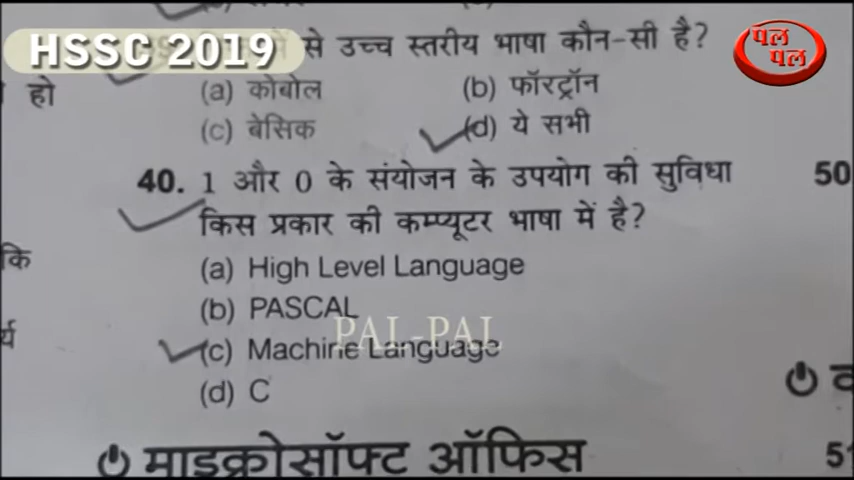 HSSC 2019
पल
पल
से उच्च स्तरीय भाषा कौन-सी है?
हो
(a) कोबोल
(b) फॉरट्रॉन
(c) बेसिक
(d) ये सभी
40. 1 और 0 के संयोजन के उपयोग की सुविधा
किस प्रकार की कम्प्यूटर भाषा में है?
(a) High Level Language
(b) PASCAL
(c) Machine Language
(d) C
PAL-PAL
माइक्रोसॉफ्ट ऑफिस
कि
र्य
50